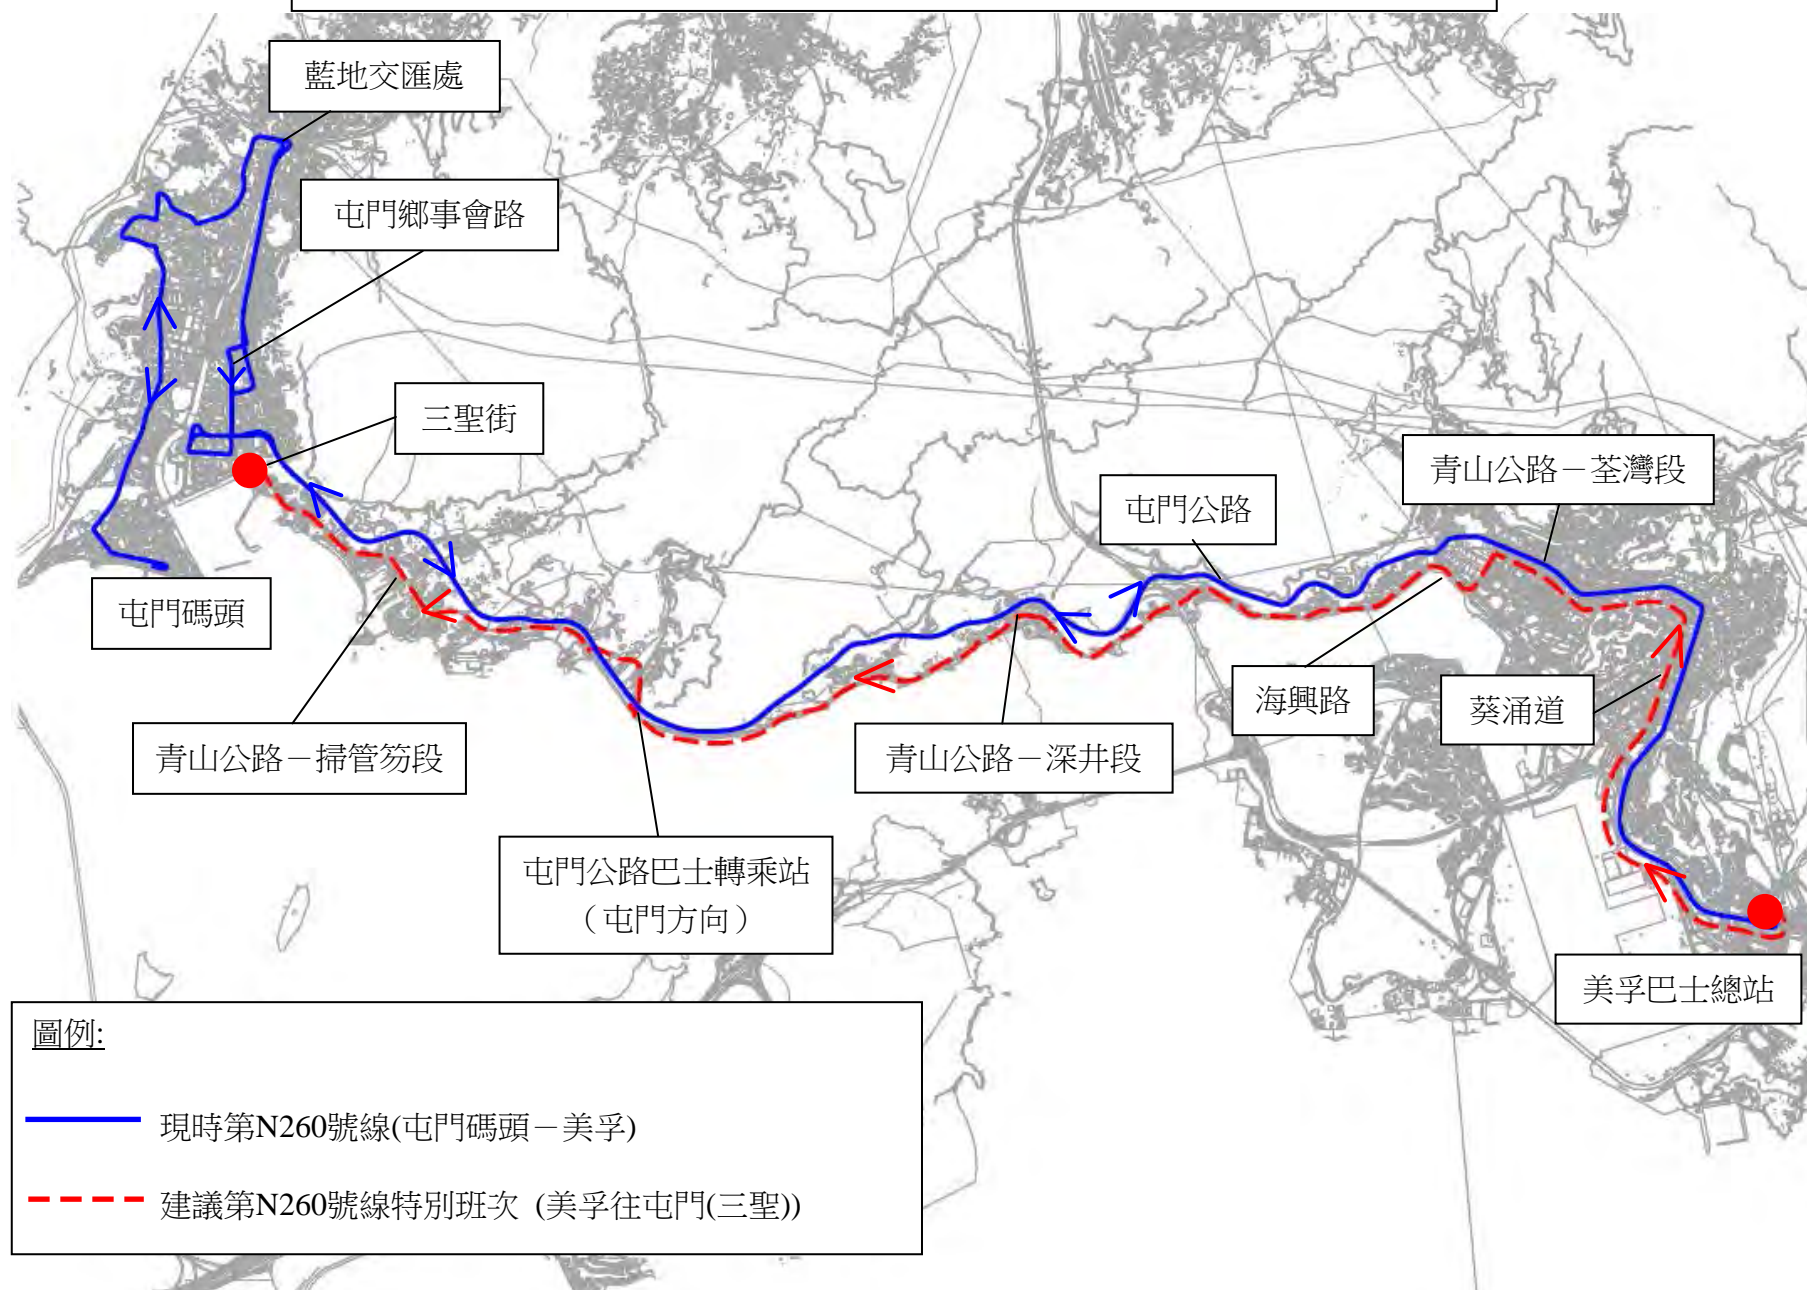 藍地交匯處
屯門鄉事會路
三聖街
青山公路－荃灣段
屯門公路
屯門碼頭
海興路
葵涌道
青山公路－掃管笏段
青山公路－深井段
屯門公路巴士轉乘站
（屯門方向）
美孚巴士總站
圖例:
現時第N260號線(屯門碼頭－美孚)
建議第N260號線特別班次 (美孚往屯門(三聖))